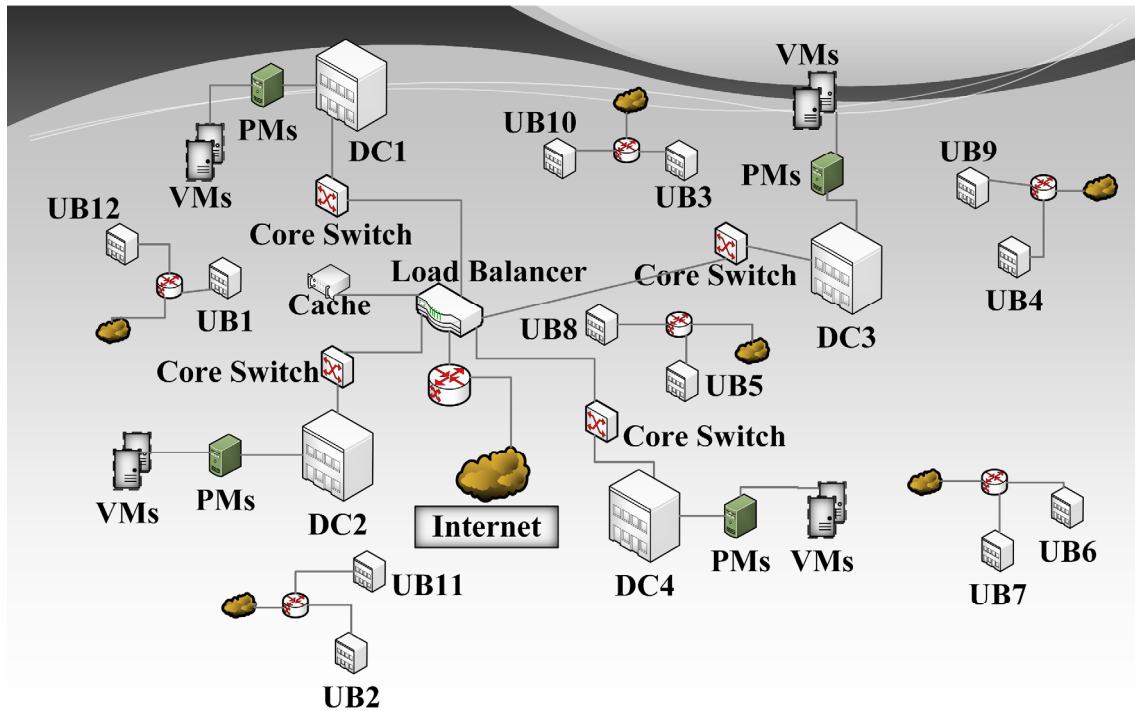 VMs
PMs
DC1
UB10
UB9
VMs
PMs
UB3
UB12
Core Switch
Load Balancer
Core Switch
UB4
Cache
UB1
UB8
DC3
Core Switch
UB5
Core Switch
VMs
PMs
DC2
Internet
PMs
VMs
UB6
DC4
UB7
UB11
UB2